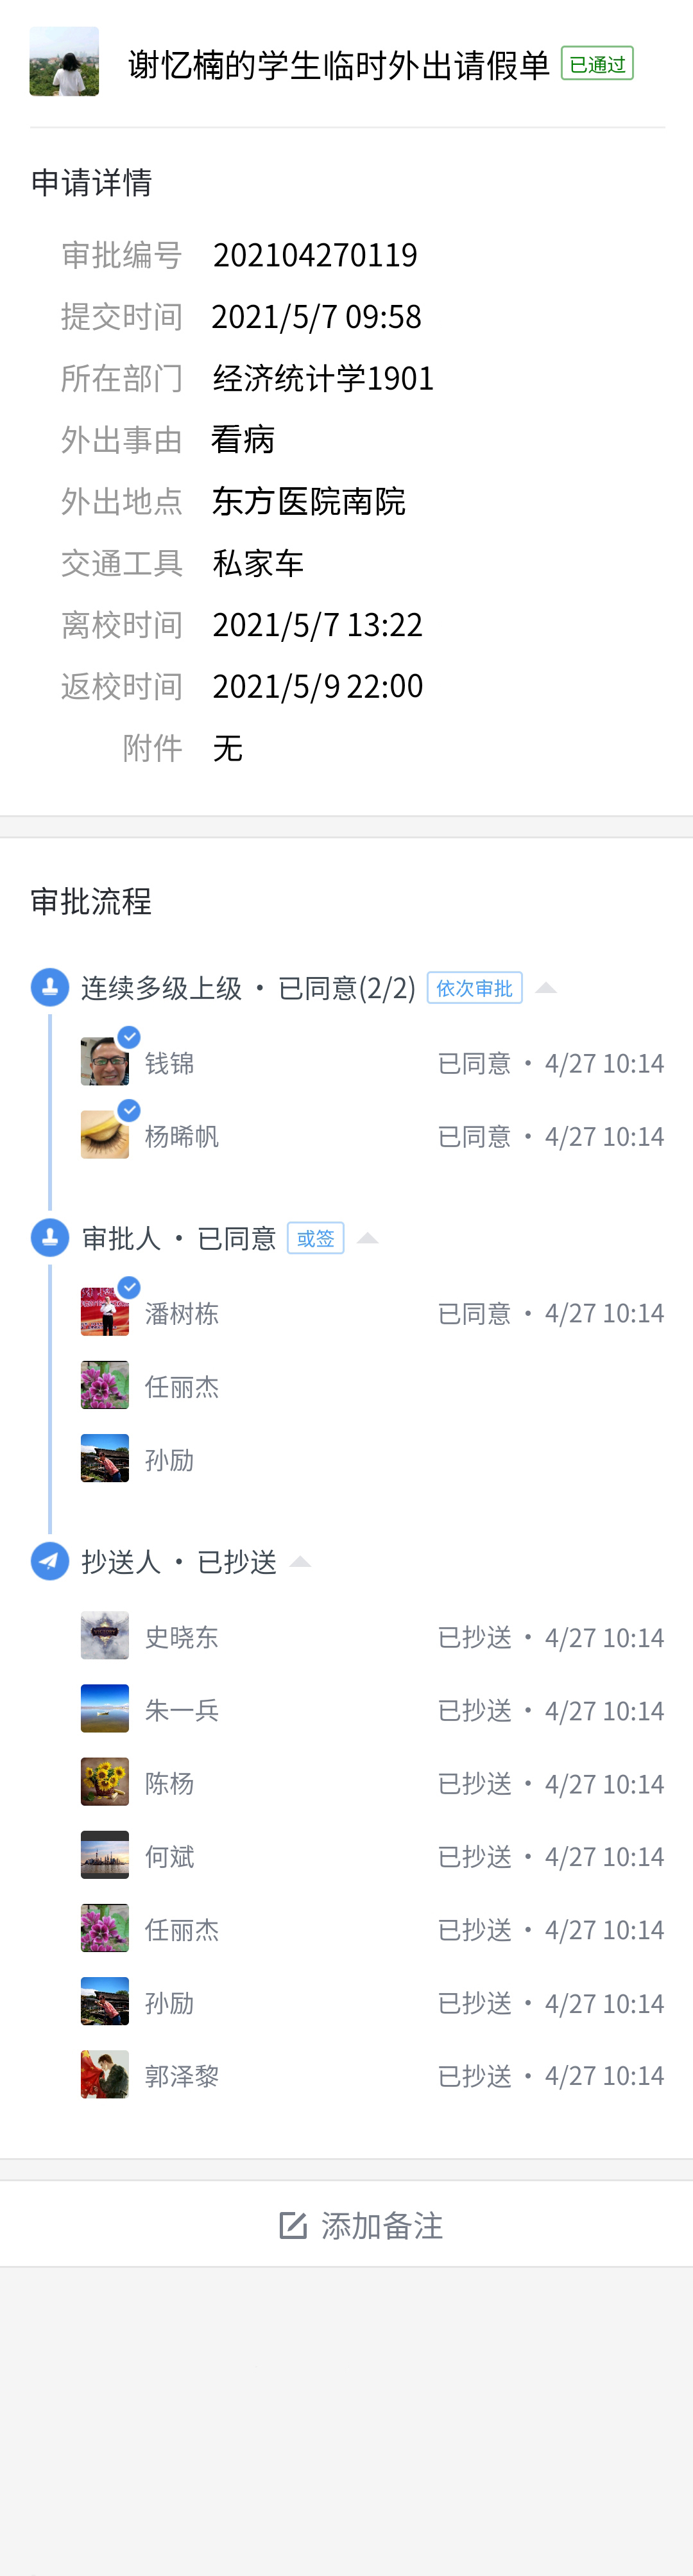 谢忆楠的学生临时外出请假单 已通过
申请详情
审批编号 202104270119
提交时间 2021/5/7 09:58
所在部门 经济统计学1901
外出事由 看病
外出地点 东方医院南院
交通工具 私家车
离校时间 2021/5/7 13:22
返校时间 2021/5/9 22:00
附件 无
审批流程
连续多级上级・已同意(2/2) 依次审批
钱锦 已同意・4/27 10:14
杨晞帆 已同意・4/27 10:14
审批人・已同意 或签
潘树栋 已同意・4/27 10:14
任丽杰
孙励
抄送人・已抄送
史晓东 已抄送・4/27 10:14
朱一兵 已抄送・4/27 10:14
陈杨 已抄送・4/27 10:14
何斌 已抄送・4/27 10:14
任丽杰 已抄送・4/27 10:14
孙励 已抄送・4/27 10:14
郭泽黎 已抄送・4/27 10:14
添加备注